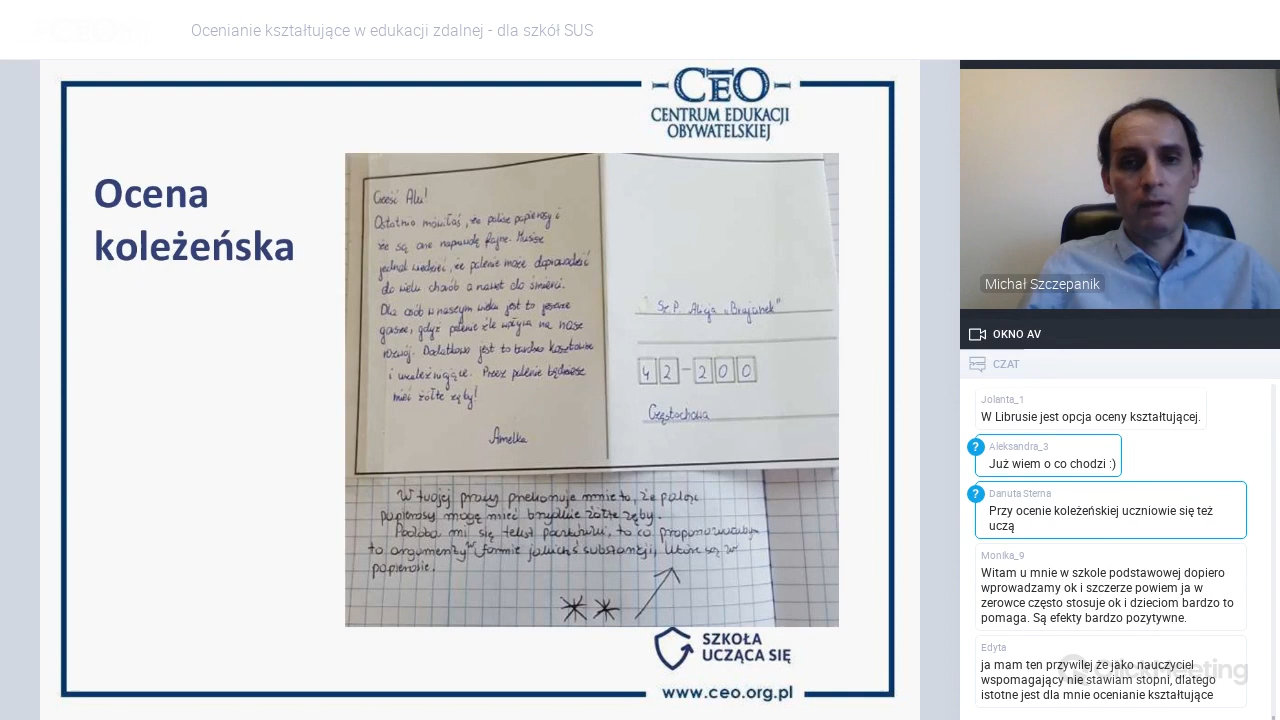 Ocenianie kształtujące w edukacji zdalnej - dla szkół SUS
CEO
CENTRUM EDUKACJI
OBYWATELSKIEJ
Ocena
koleżeńska
Cześć Alu!
Ostatnio mówiłaś, że palisz papierosy i
że są one naprawdę fajne. Musisz
jednak wiedzieć, że palenie może doprowadzić
do wielu chorób a nawet do śmierci.
Dla osób w naszym wieku jest to jeszcze
gorsze, gdyż palenie źle wpływa na nasz
rozwój. Dodatkowo jest to bardzo kosztowne
i uzależniające. Przez palenie będziesz
mieć żółte zęby!
Amelka
Sz.P. Alicja „Brajanek"
42-200
Częstochowa
W twojej pracy przekonuje mnie to, że paląc
papierosy mogę mieć brzydkie żółte zęby.
Podoba mi się tekst pocztówki, to co proponowałabym
to argumenty w formie jakichś substancji, które są w
papierosie.
SZKOŁA
UCZĄCA SIĘ
www.ceo.org.pl
Michał Szczepanik
OKNO AV
CZAT
Jolanta_1
W Librusie jest opcja oceny kształtującej.
?
Aleksandra_3
Już wiem o co chodzi :)
?
Danuta Sterna
Przy ocenie koleżeńskiej uczniowie się też
uczą
Monika_9
Witam u mnie w szkole podstawowej dopiero
wprowadzamy ok i szczerze powiem ja w
zerowce często stosuje ok i dzieciom bardzo to
pomaga. Są efekty bardzo pozytywne.
Edyta
ja mam ten przywilej że jako nauczyciel
wspomagający nie stawiam stopni, dlatego
istotne jest dla mnie ocenianie kształtujące